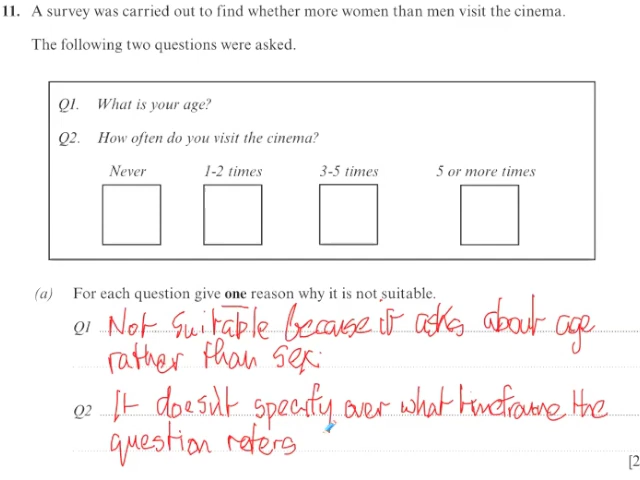 11. A survey was carried out to find whether more women than men visit the cinema.
The following two questions were asked.
Q1. What is your age?
Q2. How often do you visit the cinema?
Never 1-2 times 3-5 times 5 or more times
(a) For each question give one reason why it is not suitable.
Q1 Not suitable because it asks about age
rather than sex.
Q2 It doesn't specify over what timeframe the
question refers
[2